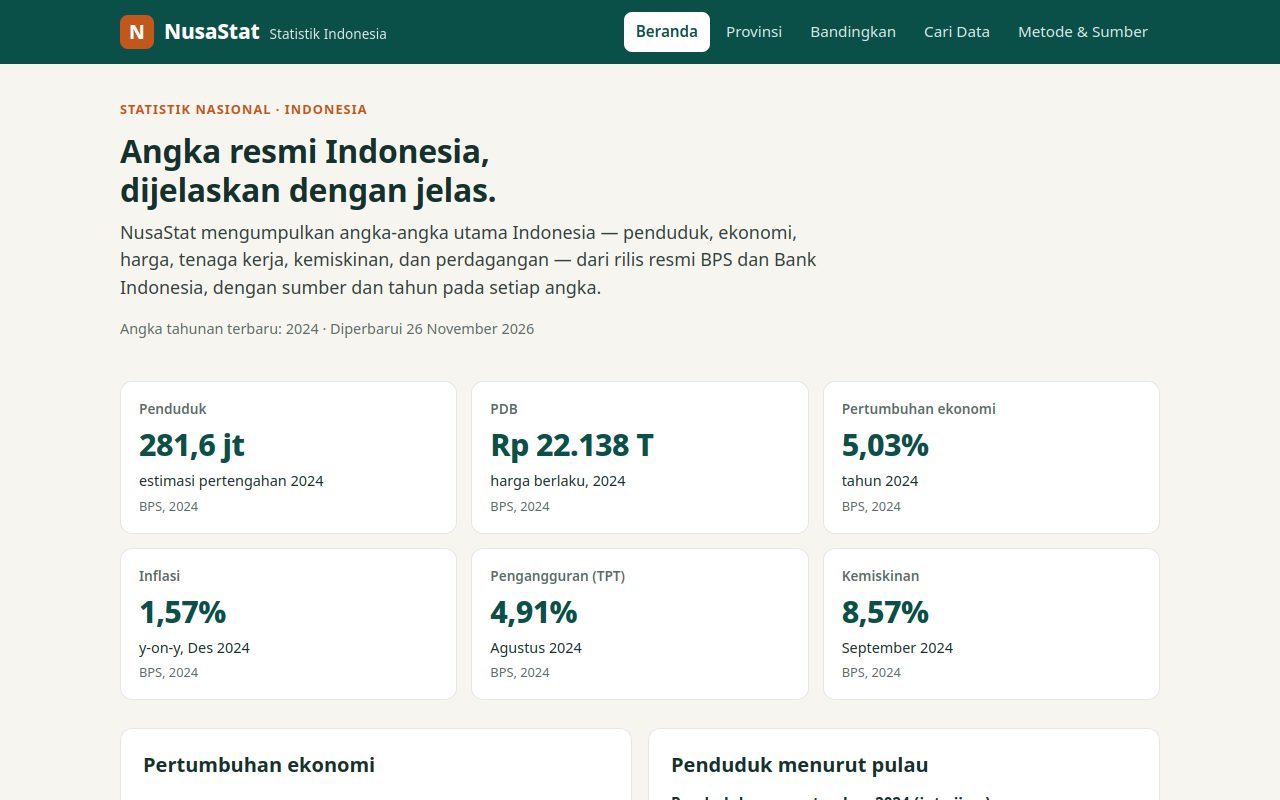 N NusaStat Statistik Indonesia Beranda Provinsi Bandingkan Cari Data Metode & Sumber
STATISTIK NASIONAL · INDONESIA
Angka resmi Indonesia,
dijelaskan dengan jelas.
NusaStat mengumpulkan angka-angka utama Indonesia — penduduk, ekonomi,
harga, tenaga kerja, kemiskinan, dan perdagangan — dari rilis resmi BPS dan Bank
Indonesia, dengan sumber dan tahun pada setiap angka.
Angka tahunan terbaru: 2024 · Diperbarui 26 November 2026
Penduduk
281,6 jt
estimasi pertengahan 2024
BPS, 2024
PDB
Rp 22.138 T
harga berlaku, 2024
BPS, 2024
Pertumbuhan ekonomi
5,03%
tahun 2024
BPS, 2024
Inflasi
1,57%
y-on-y, Des 2024
BPS, 2024
Pengangguran (TPT)
4,91%
Agustus 2024
BPS, 2024
Kemiskinan
8,57%
September 2024
BPS, 2024
Pertumbuhan ekonomi
Penduduk menurut pulau